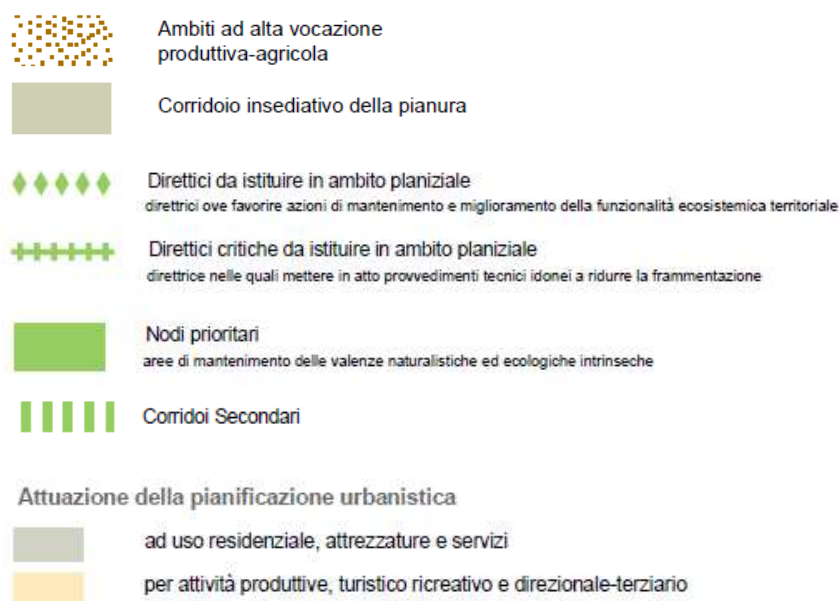 Ambiti ad alta vocazione
produttiva-agricola
Corridoio insediativo della pianura
Direttici da istituire in ambito planiziale
direttrici ove favorire azioni di mantenimento e miglioramento della funzionalità ecosistemica territoriale
Direttici critiche da istituire in ambito planiziale
direttrice nelle quali mettere in atto provvedimenti tecnici idonei a ridurre la frammentazione
Nodi prioritari
aree di mantenimento delle valenze naturalistiche ed ecologiche intrinseche
Corridoi Secondari
Attuazione della pianificazione urbanistica
ad uso residenziale, attrezzature e servizi
per attività produttive, turistico ricreativo e direzionale-terziario